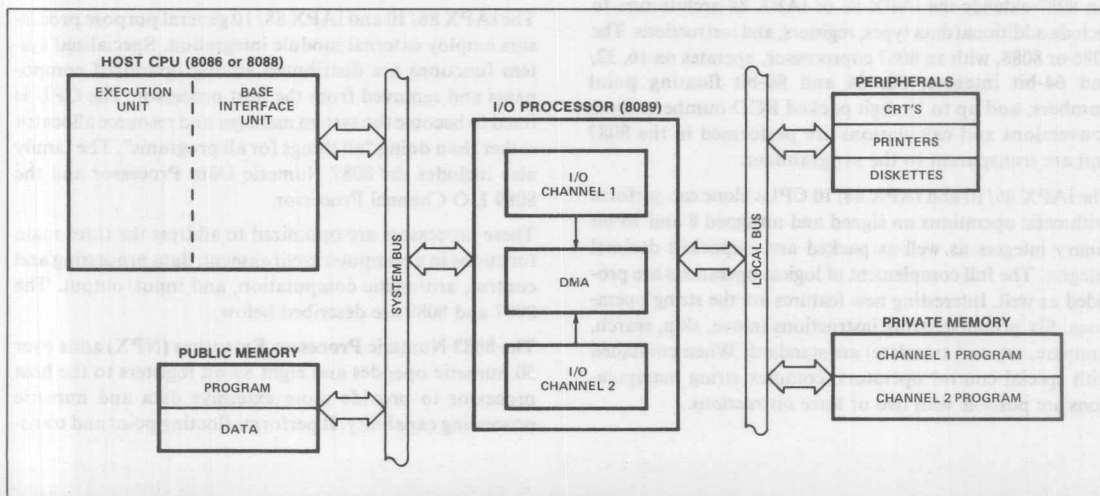 HOST CPU (8086 or 8088)
EXECUTION
UNIT
BASE
INTERFACE
UNIT
PUBLIC MEMORY
PROGRAM
DATA
SYSTEM BUS
I/O PROCESSOR (8089)
I/O
CHANNEL 1
DMA
I/O
CHANNEL 2
LOCAL BUS
PERIPHERALS
CRT'S
PRINTERS
DISKETTES
PRIVATE MEMORY
CHANNEL 1 PROGRAM
CHANNEL 2 PROGRAM